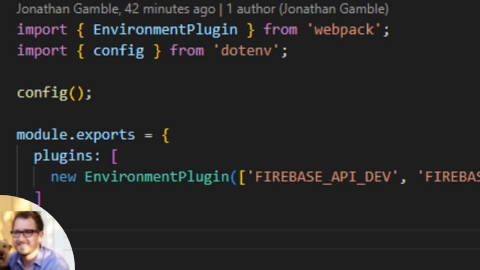 Jonathan Gamble, 42 minutes ago | 1 author (Jonathan Gamble)
import { EnvironmentPlugin } from 'webpack';
import { config } from 'dotenv';
config();
module.exports = {
plugins: [
new EnvironmentPlugin(['FIREBASE_API_DEV', 'FIREBAS
]